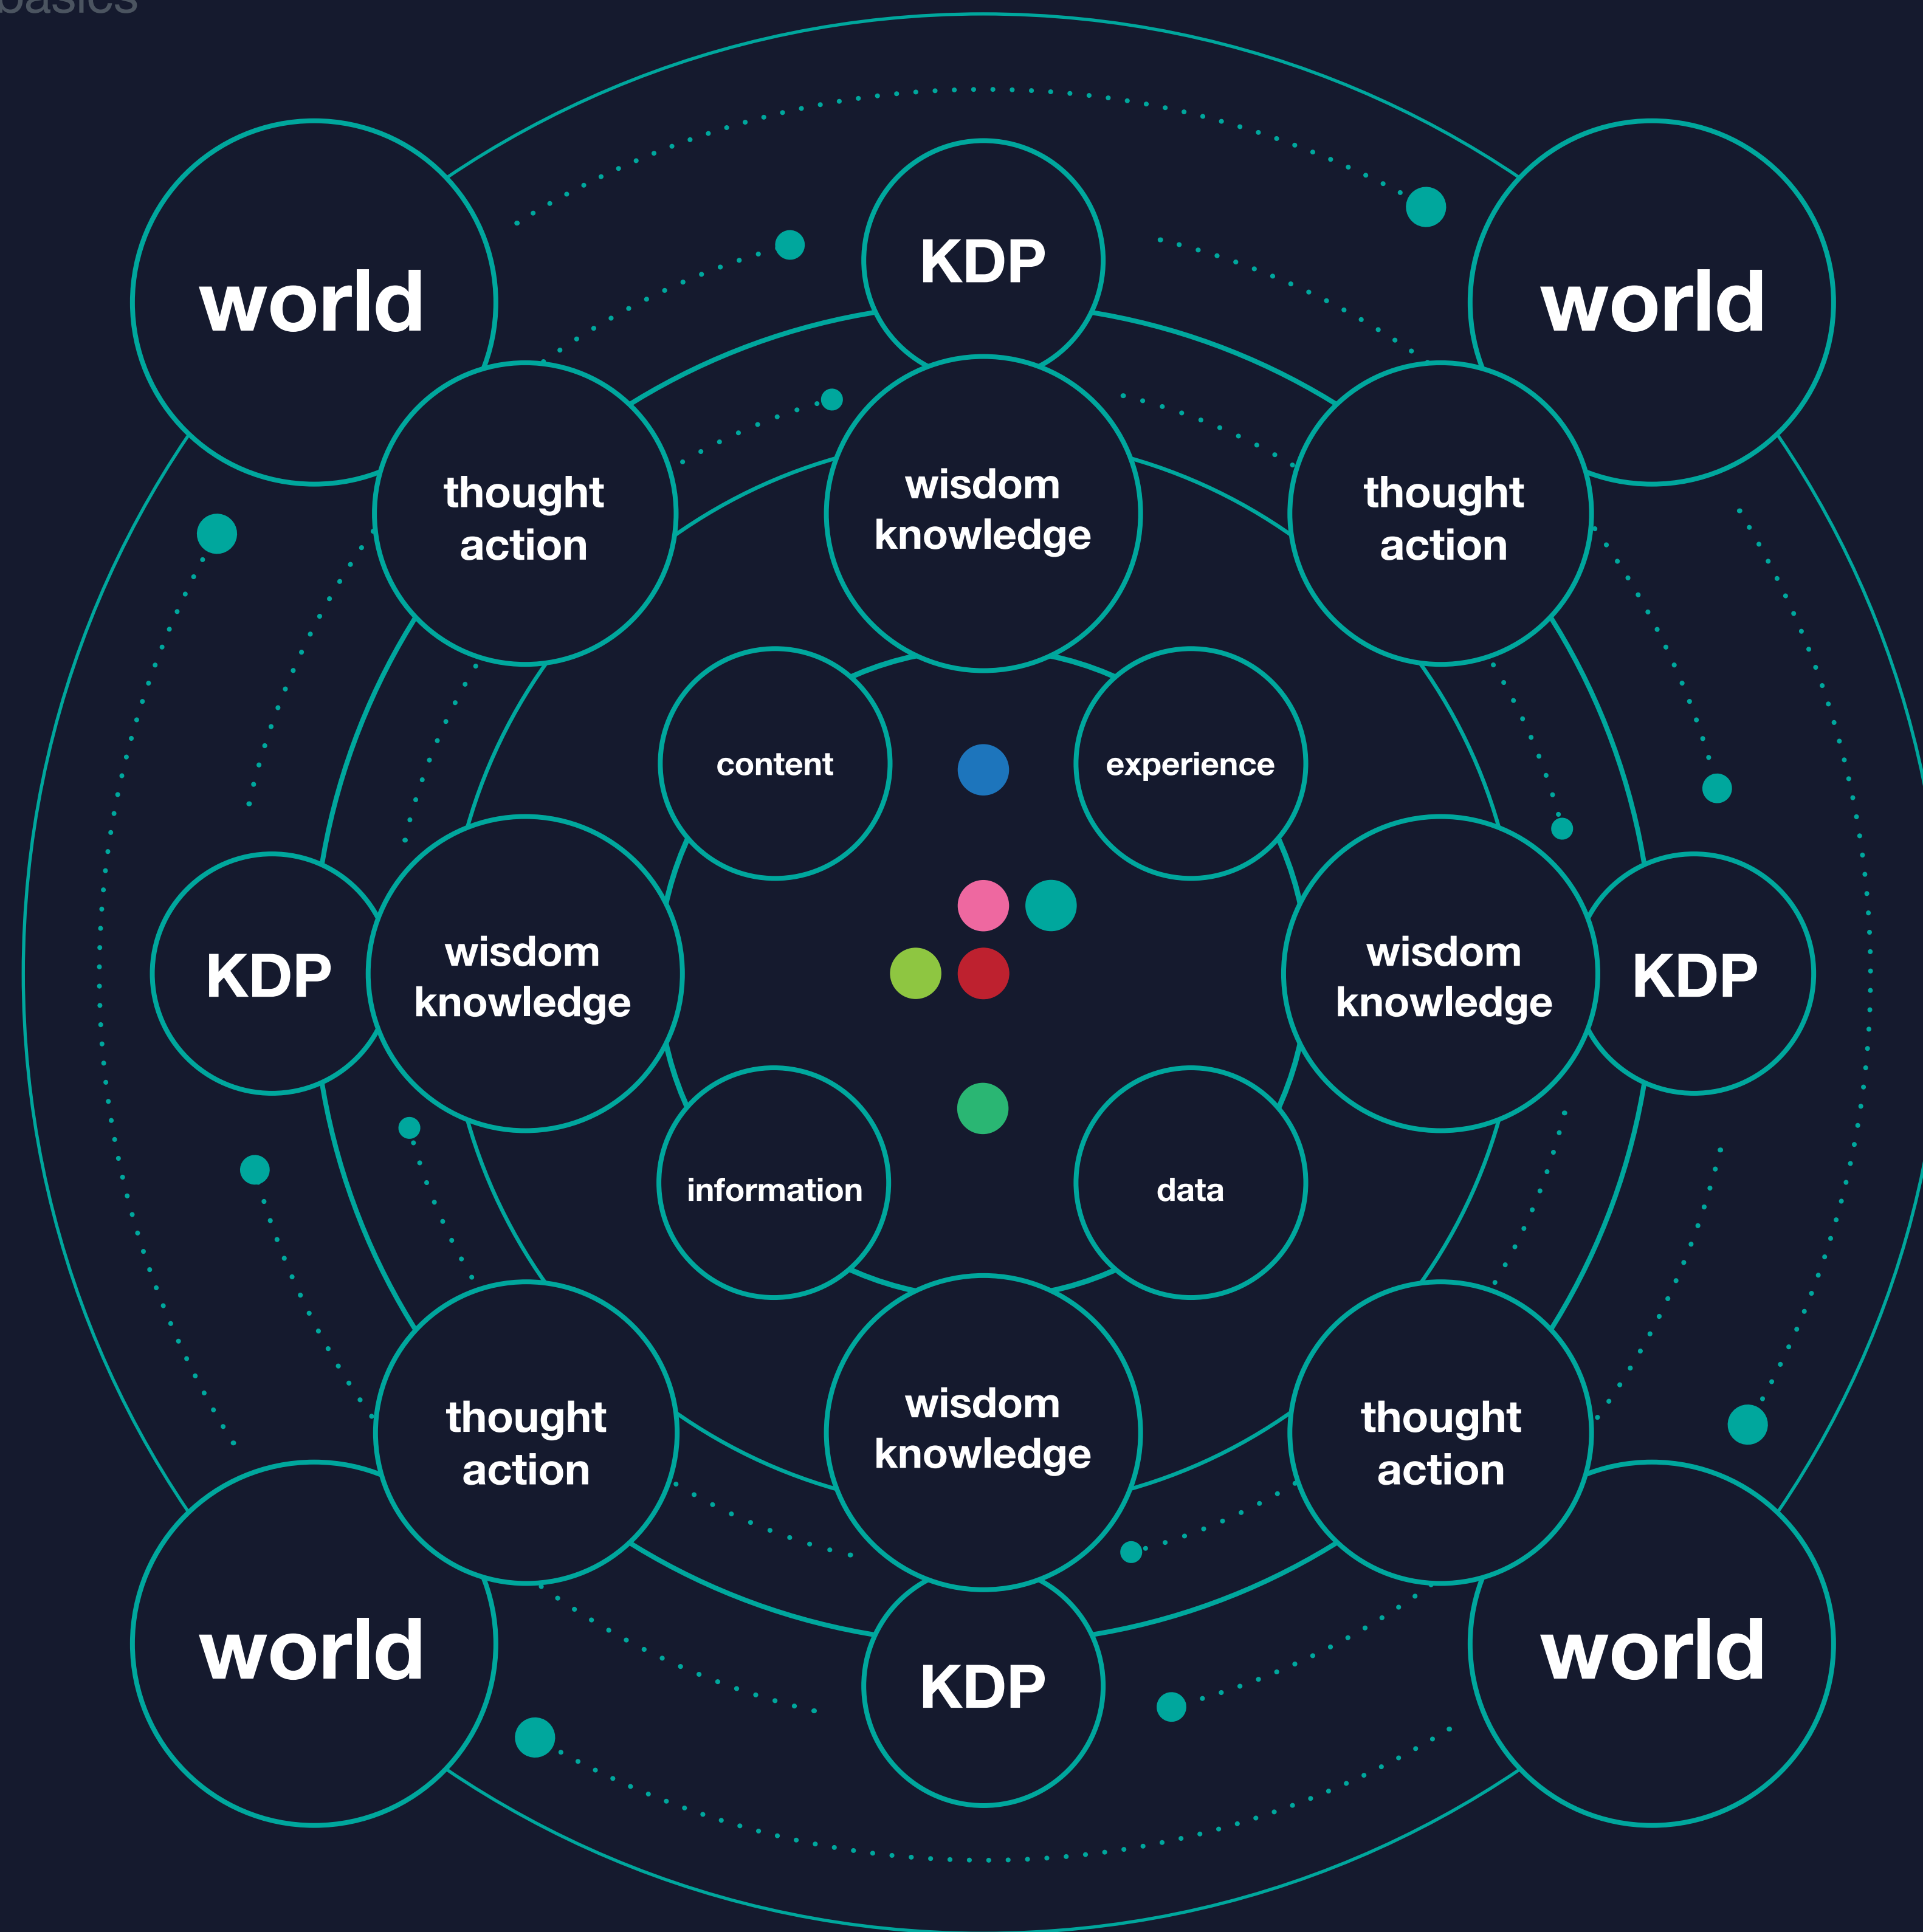 basics
KDP
world
world
thought
action
wisdom
knowledge
thought
action
content
experience
KDP
wisdom
knowledge
wisdom
knowledge
KDP
information
data
thought
action
wisdom
knowledge
thought
action
world
KDP
world